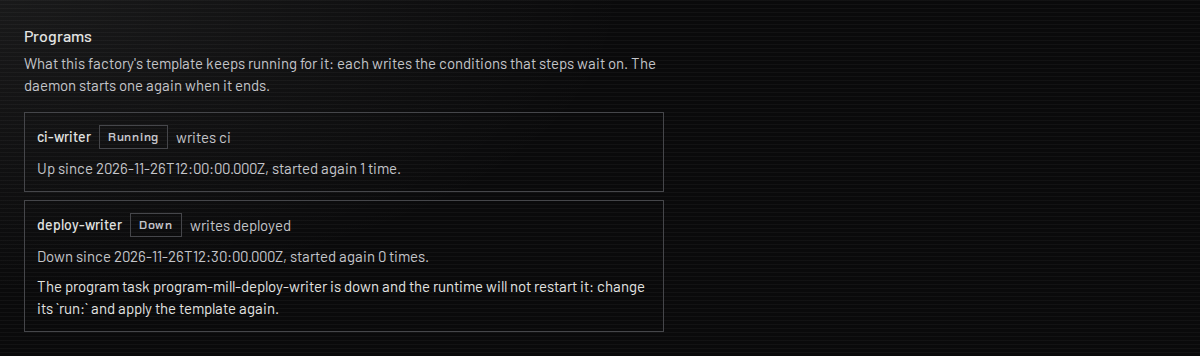 Programs
What this factory's template keeps running for it: each writes the conditions that steps wait on. The
daemon starts one again when it ends.
ci-writer Running writes ci
Up since 2026-11-26T12:00:00.000Z, started again 1 time.
deploy-writer Down writes deployed
Down since 2026-11-26T12:30:00.000Z, started again 0 times.
The program task program-mill-deploy-writer is down and the runtime will not restart it: change
its `run:` and apply the template again.